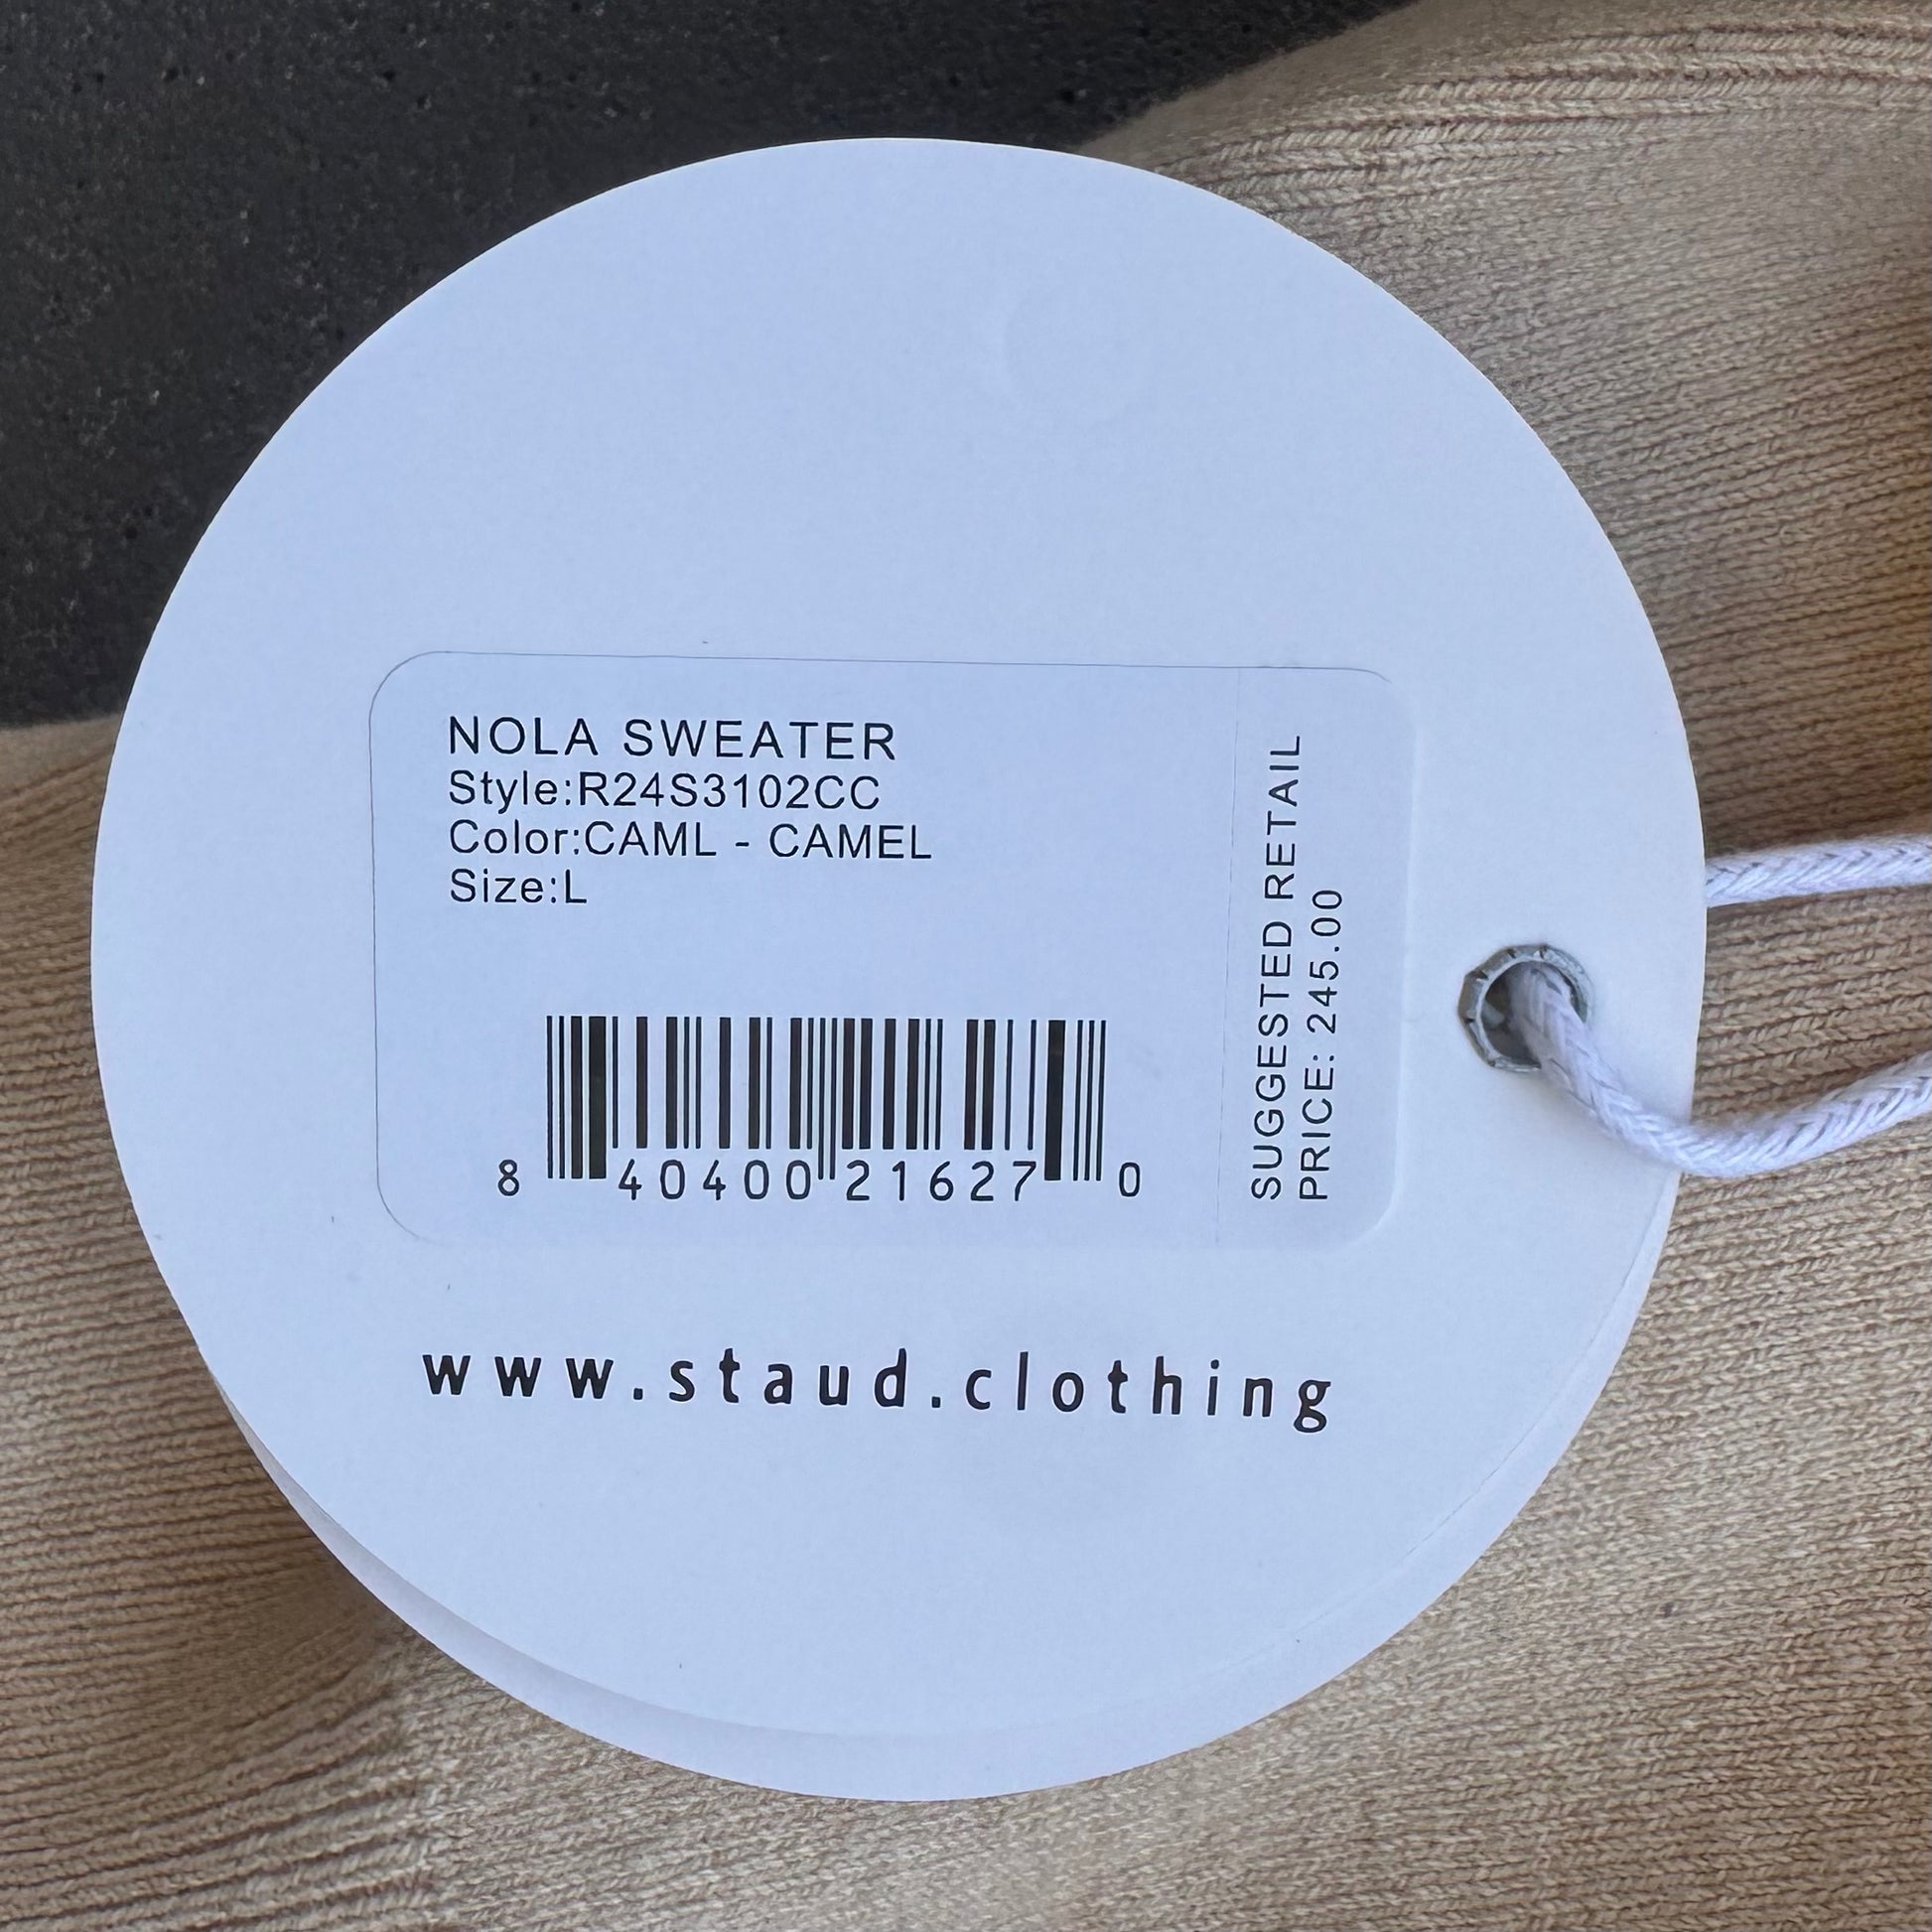 NOLA SWEATER
Style:R24S3102CC
Color:CAML - CAMEL
Size:L
8 40400 21627 0
SUGGESTED RETAIL
PRICE: 245.00
www.staud.clothing